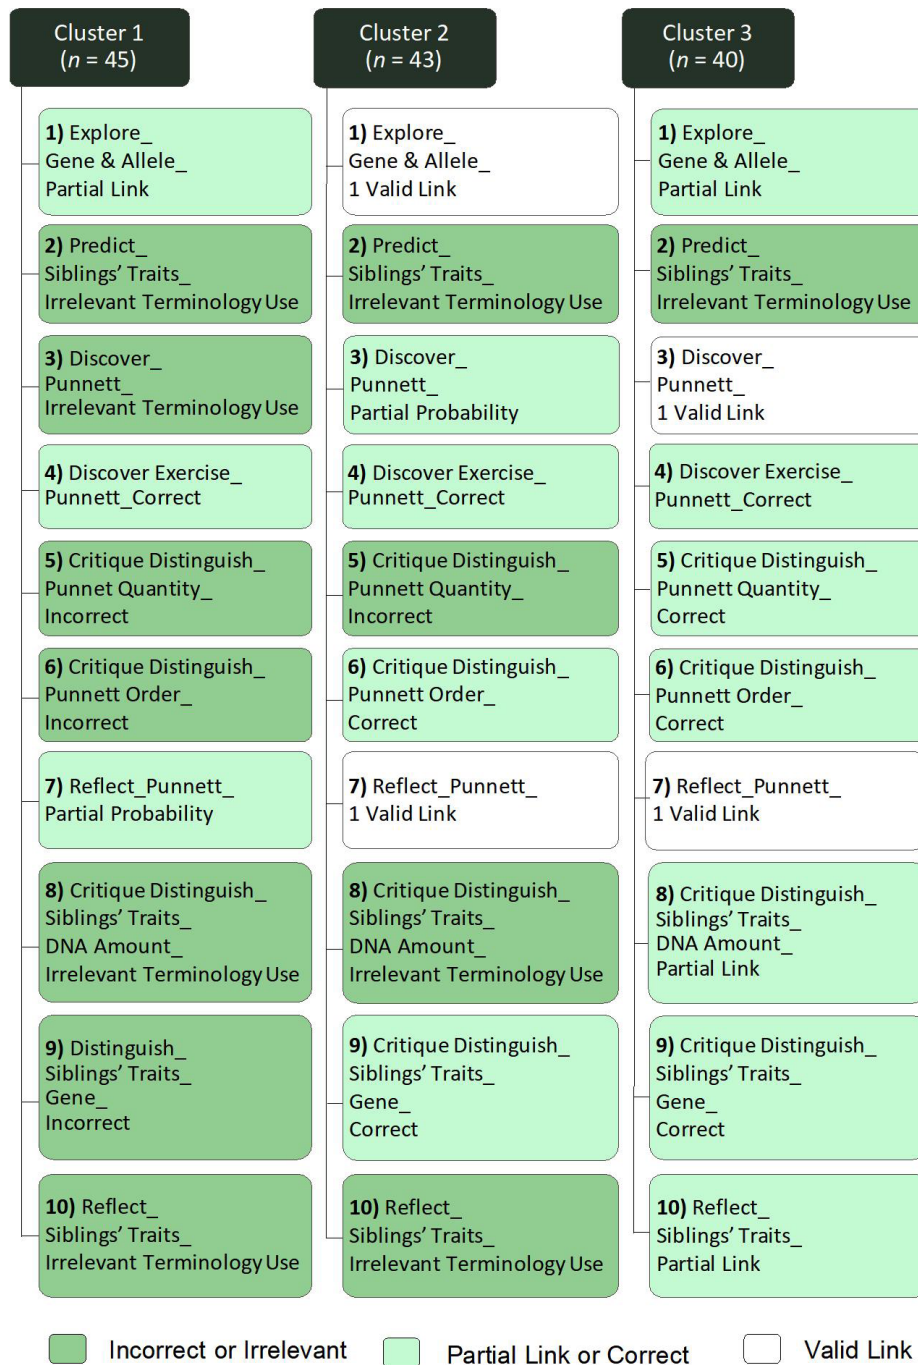 Cluster 1
(n = 45)
1) Explore_
Gene & Allele_
Partial Link
2) Predict_
Siblings’ Traits_
Irrelevant Terminology Use
3) Discover_
Punnett_
Irrelevant Terminology Use
4) Discover Exercise_
Punnett_Correct
5) Critique Distinguish_
Punnet Quantity_
Incorrect
6) Critique Distinguish_
Punnett Order_
Incorrect
7) Reflect_Punnett_
Partial Probability
8) Critique Distinguish_
Siblings’ Traits_
DNA Amount_
Irrelevant Terminology Use
9) Distinguish_
Siblings’ Traits_
Gene_
Incorrect
10) Reflect_
Siblings’ Traits_
Irrelevant Terminology Use
Cluster 2
(n = 43)
1) Explore_
Gene & Allele_
1 Valid Link
2) Predict_
Siblings’ Traits_
Irrelevant Terminology Use
3) Discover_
Punnett_
Partial Probability
4) Discover Exercise_
Punnett_Correct
5) Critique Distinguish_
Punnett Quantity_
Incorrect
6) Critique Distinguish_
Punnett Order_
Correct
7) Reflect_Punnett_
1 Valid Link
8) Critique Distinguish_
Siblings’ Traits_
DNA Amount_
Irrelevant Terminology Use
9) Critique Distinguish_
Siblings’ Traits_
Gene_
Correct
10) Reflect_
Siblings’ Traits_
Irrelevant Terminology Use
Cluster 3
(n = 40)
1) Explore_
Gene & Allele_
Partial Link
2) Predict_
Siblings’ Traits_
Irrelevant Terminology Use
3) Discover_
Punnett_
1 Valid Link
4) Discover Exercise_
Punnett_Correct
5) Critique Distinguish_
Punnett Quantity_
Correct
6) Critique Distinguish_
Punnett Order_
Correct
7) Reflect_Punnett_
1 Valid Link
8) Critique Distinguish_
Siblings’ Traits_
DNA Amount_
Partial Link
9) Critique Distinguish_
Siblings’ Traits_
Gene_
Correct
10) Reflect_
Siblings’ Traits_
Partial Link
Incorrect or Irrelevant
Partial Link or Correct
Valid Link